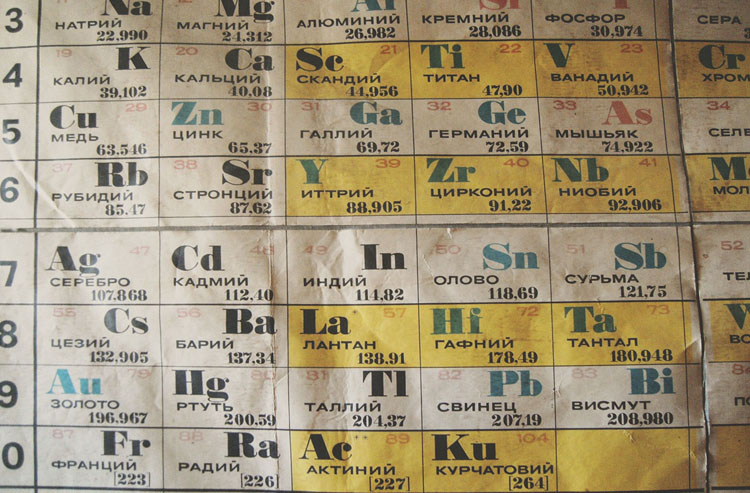 3 Na Mg Al Si
НАТРИЙ МАГНИЙ АЛЮМИНИЙ КРЕМНИЙ ФОСФОР СЕРА
22,990 24,312 26,982 28,086 30,974
4 K Ca Sc 21 Ti 22 V 23 Cr
КАЛИЙ КАЛЬЦИЙ СКАНДИЙ ТИТАН ВАНАДИЙ ХРОМ
39,102 40,08 44,956 47,90 50,942
5 Cu 29 Zn 30 31 Ga 32 Ge 33 As 34
МЕДЬ ЦИНК ГАЛЛИЙ ГЕРМАНИЙ МЫШЬЯК СЕЛЕ
63,546 65,37 69,72 72,59 74,922
6 37 Rb 38 Sr Y 39 Zr 40 Nb 41 Mo
РУБИДИЙ СТРОНЦИЙ ИТТРИЙ ЦИРКОНИЙ НИОБИЙ МОЛ
85,47 87,62 88,905 91,22 92,906
7 Ag 47 Cd 48 49 In 50 Sn 51 Sb 52
СЕРЕБРО КАДМИЙ ИНДИЙ ОЛОВО СУРЬМА ТЕЛ
107,868 112,40 114,82 118,69 121,75
8 55 Cs 56 Ba La 57 Hf 72 Ta 73 W
ЦЕЗИЙ БАРИЙ ЛАНТАН ГАФНИЙ ТАНТАЛ ВО
132,905 137,34 138,91 178,49 180,948
9 Au 79 Hg 80 81 Tl 82 Pb 83 Bi
ЗОЛОТО РТУТЬ ТАЛЛИЙ СВИНЕЦ ВИСМУТ ПО
196,967 200,59 204,37 207,19 208,980
0 87 Fr 88 Ra Ac 89 Ku 104
ФРАНЦИЙ РАДИЙ АКТИНИЙ КУРЧАТОВИЙ
[223] [226] [227] [264]